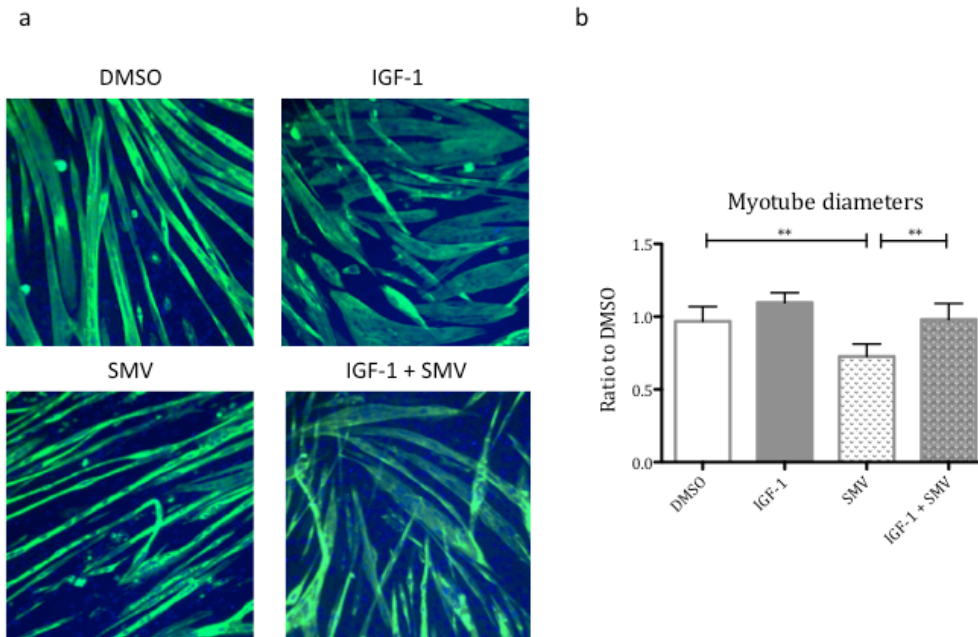 a
b
DMSO
IGF-1
SMV
IGF-1 + SMV
Myotube diameters
Ratio to DMSO
1.5
1.0
0.5
0.0
**
**
DMSO
IGF-1
SMV
IGF-1 + SMV